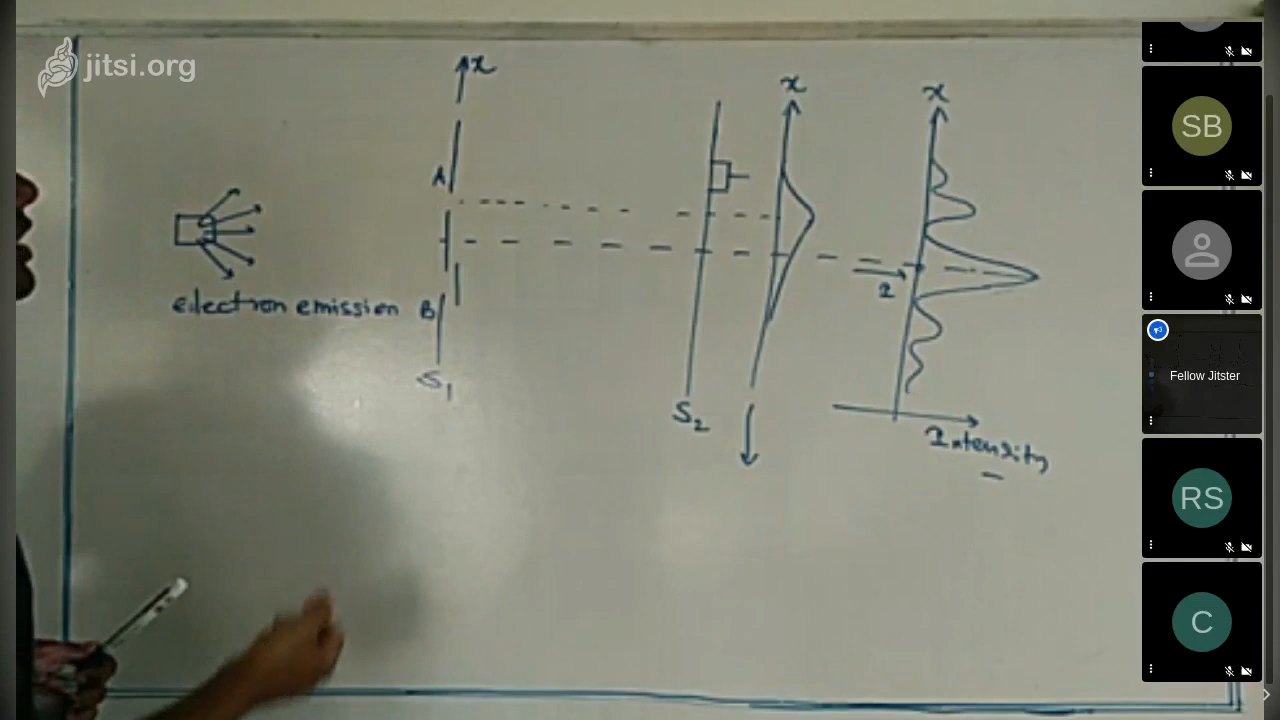 jitsi.org
x
x
x
A
electron emission
B
2
S1
S2
Intensity
SB
Fellow Jitster
RS
C